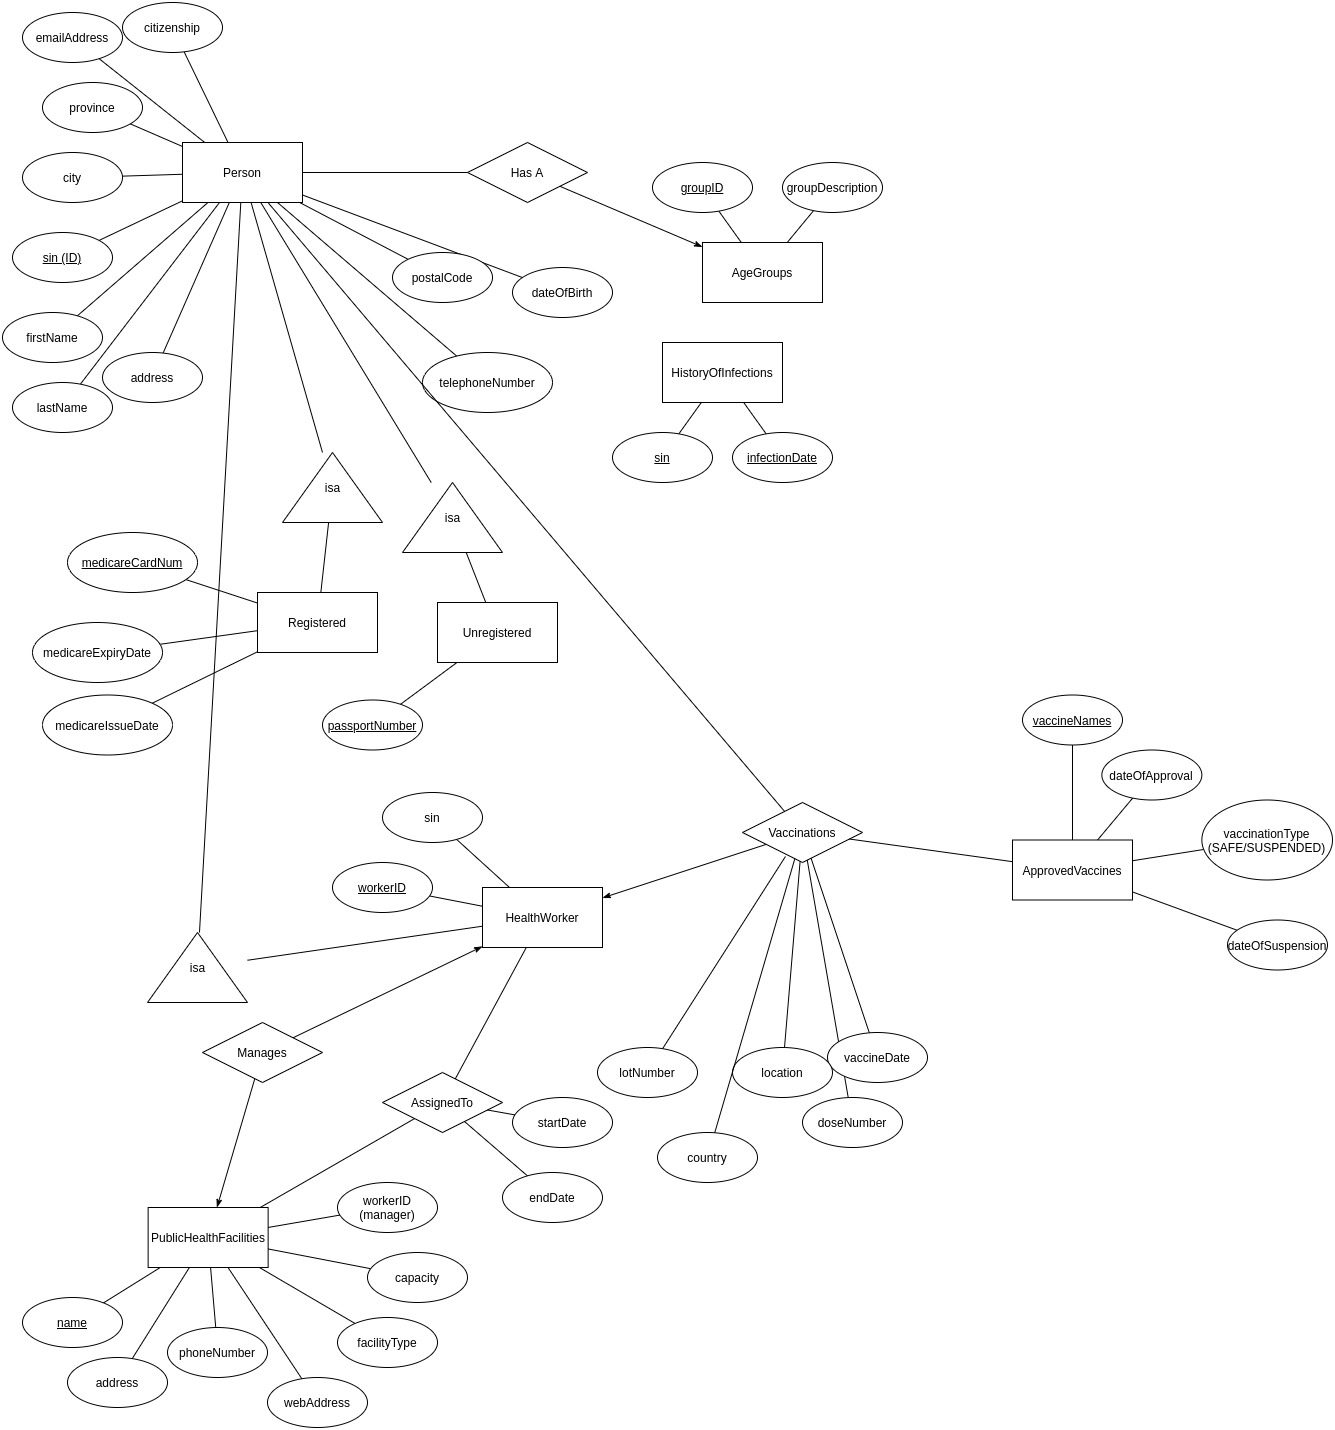 citizenship
emailAddress
province
city
Person
Has A
groupID
groupDescription
sin (ID)
postalCode
dateOfBirth
AgeGroups
firstName
address
lastName
telephoneNumber
HistoryOfInfections
sin
infectionDate
isa
isa
medicareCardNum
Registered
Unregistered
medicareExpiryDate
medicareIssueDate
passportNumber
vaccineNames
dateOfApproval
sin
Vaccinations
vaccinationType
(SAFE/SUSPENDED)
ApprovedVaccines
workerID
HealthWorker
dateOfSuspension
isa
Manages
AssignedTo
startDate
endDate
lotNumber
location
vaccineDate
doseNumber
country
workerID
(manager)
PublicHealthFacilities
capacity
name
phoneNumber
facilityType
address
webAddress